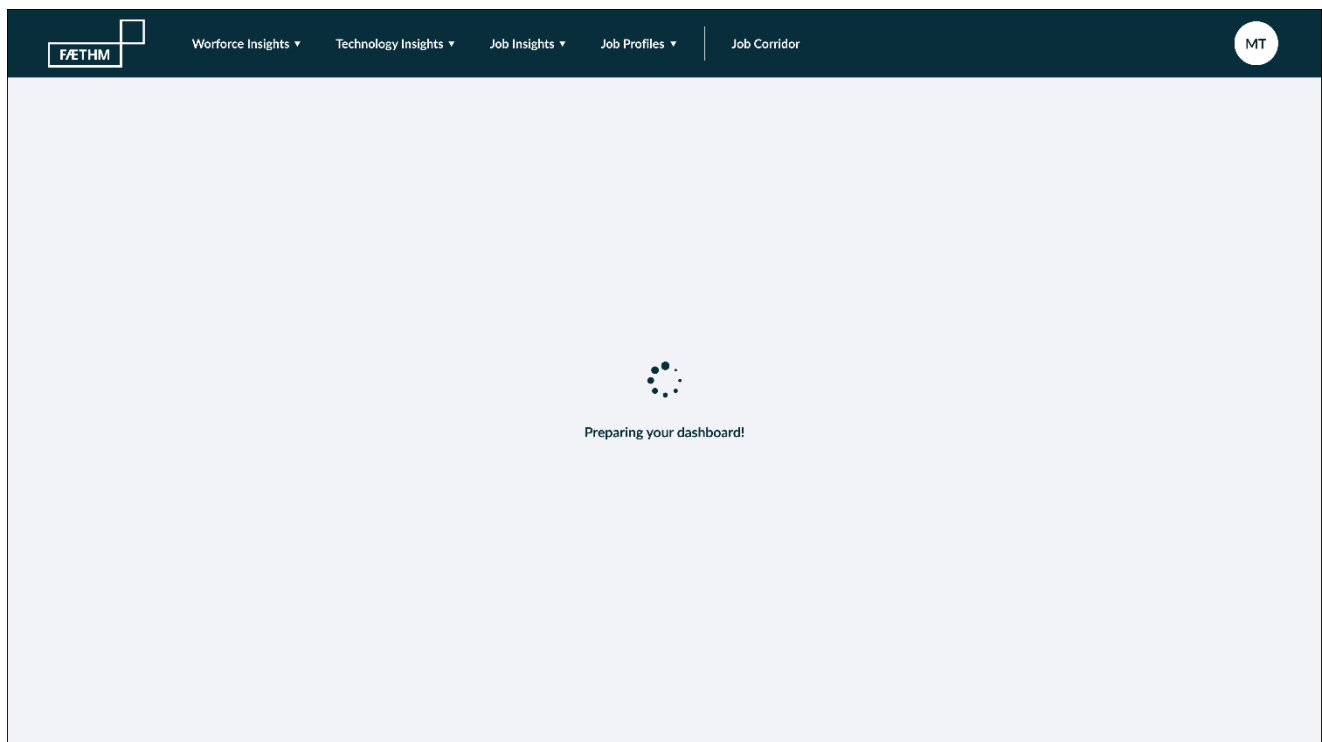 FÆTHM
Worforce Insights ▾ Technology Insights ▾ Job Insights ▾ Job Profiles ▾ Job Corridor MT
Preparing your dashboard!